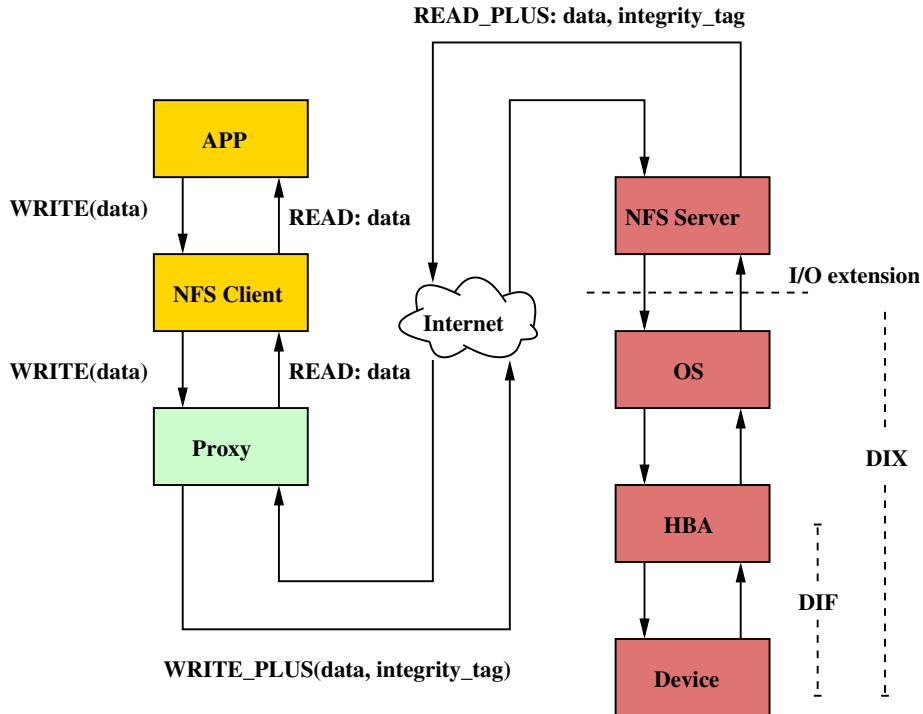 READ_PLUS: data, integrity_tag
APP
WRITE(data)
READ: data
NFS Server
NFS Client
I/O extension
Internet
WRITE(data)
READ: data
OS
Proxy
DIX
HBA
DIF
WRITE_PLUS(data, integrity_tag)
Device